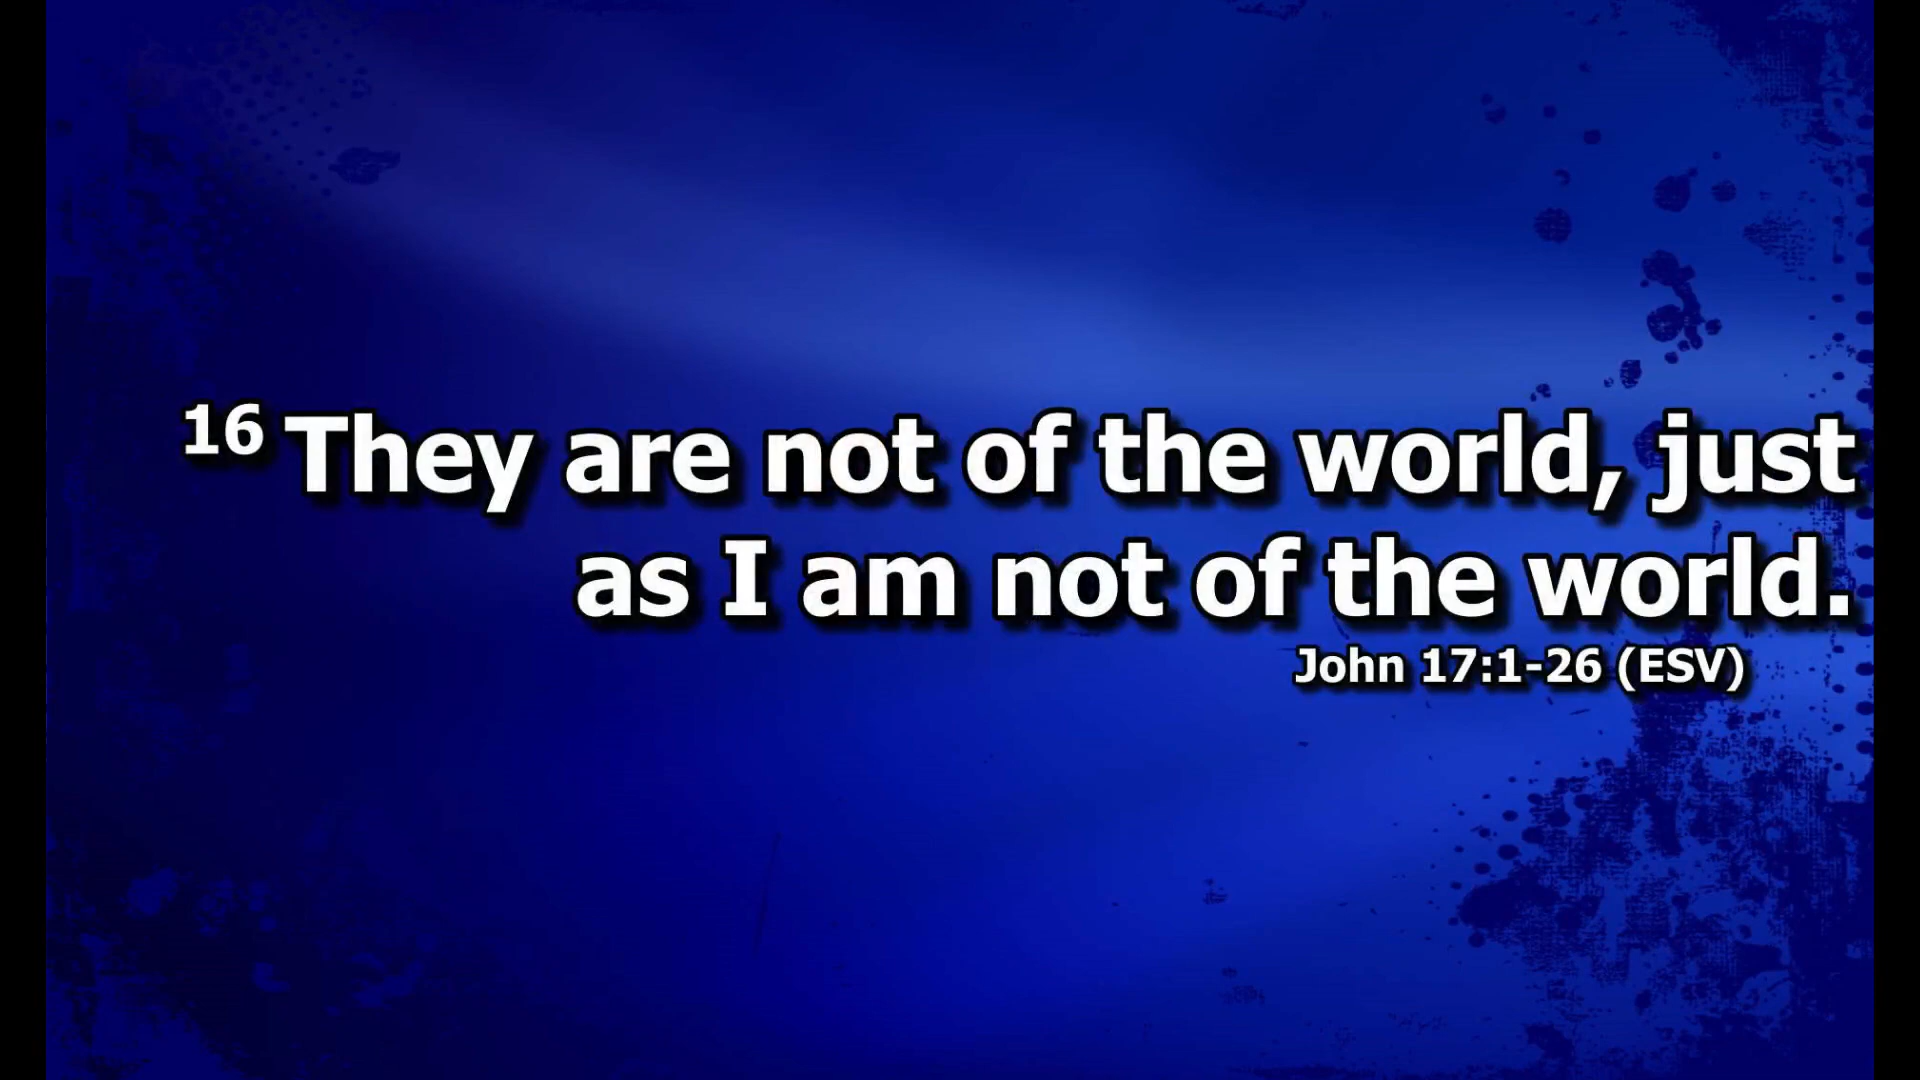 16 They are not of the world, just
as I am not of the world.
John 17:1-26 (ESV)